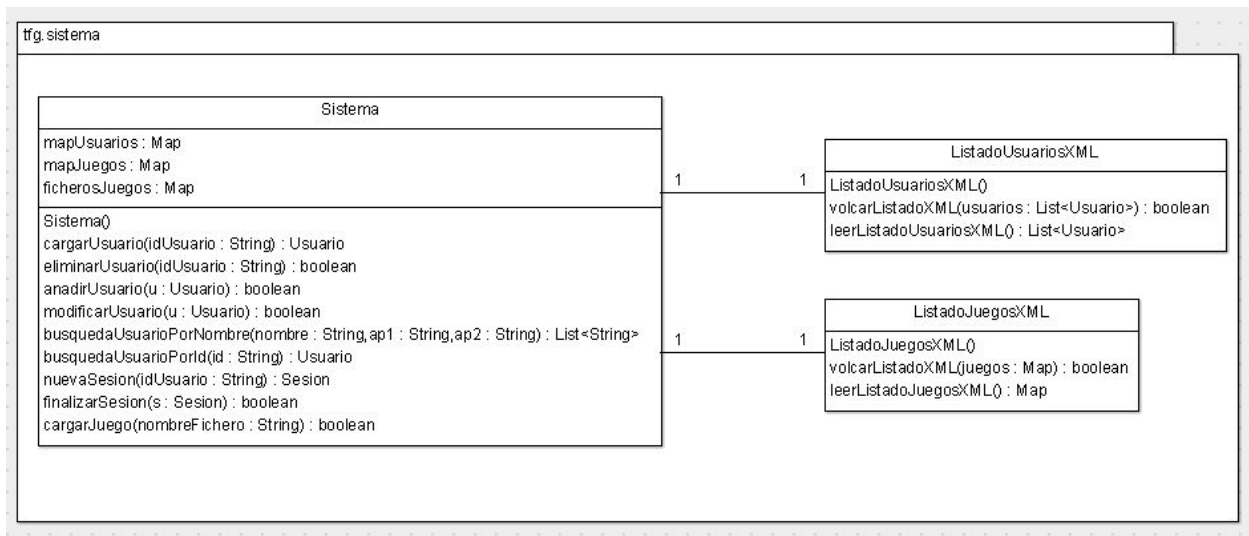 tfg.sistema
Sistema
mapUsuarios : Map
mapJuegos : Map
ficherosJuegos : Map
Sistema()
cargarUsuario(idUsuario : String) : Usuario
eliminarUsuario(idUsuario : String) : boolean
anadirUsuario(u : Usuario) : boolean
modificarUsuario(u : Usuario) : boolean
busquedaUsuarioPorNombre(nombre : String,ap1 : String,ap2 : String) : List<String>
busquedaUsuarioPorId(id : String) : Usuario
nuevaSesion(idUsuario : String) : Sesion
finalizarSesion(s : Sesion) : boolean
cargarJuego(nombreFichero : String) : boolean
1 1
ListadoUsuariosXML
ListadoUsuariosXML()
volcarListadoXML(usuarios : List<Usuario>) : boolean
leerListadoUsuariosXML() : List<Usuario>
1 1
ListadoJuegosXML
ListadoJuegosXML()
volcarListadoXML(juegos : Map) : boolean
leerListadoJuegosXML() : Map